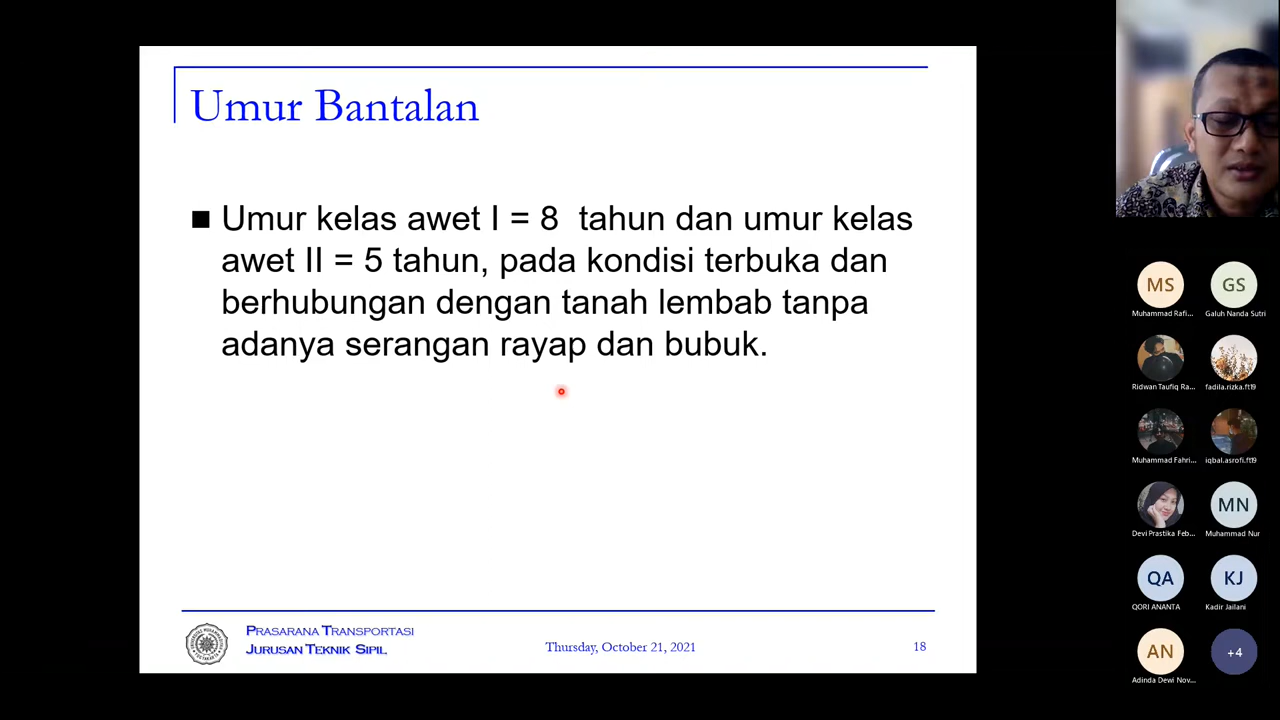 Umur Bantalan
Umur kelas awet I = 8 tahun dan umur kelas
awet II = 5 tahun, pada kondisi terbuka dan
berhubungan dengan tanah lembab tanpa
adanya serangan rayap dan bubuk.
PRASARANA TRANSPORTASI
JURUSAN TEKNIK SIPIL
Thursday, October 21, 2021
18
MS
GS
Muhammad Rafi...
Galuh Nanda Sutri
Ridwan Taufiq Ra...
fadila.rizka.ft19
Muhammad Fahri...
iqbal.asrofi.ft19
MN
Devi Prastika Feb...
Muhammad Nur
QA
KJ
QORI ANANTA
Kadir Jailani
AN
+4
Adinda Dewi Nov...